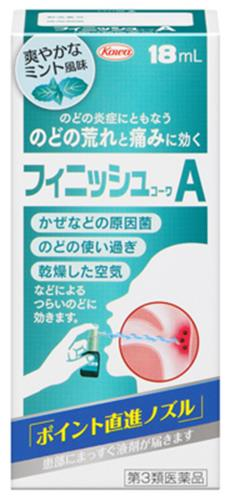 爽やかな
ミント風味
Kowa
18mL
のどの炎症にともなう
のどの荒れと痛みに効く
フィニッシュコーワA
かぜなどの原因菌
のどの使い過ぎ
乾燥した空気
などによる
つらいのどに
効きます。
「ポイント直進ノズル」
患部にまっすぐ液剤が届きます
第3類医薬品